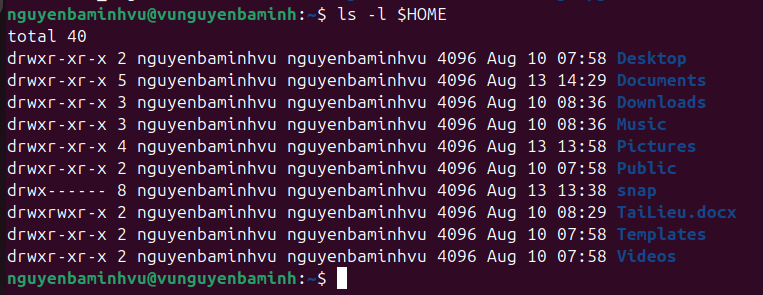 nguyenbaminhvu@vunguyenbaminh:~$ ls -l $HOME
total 40
drwxr-xr-x 2 nguyenbaminhvu nguyenbaminhvu 4096 Aug 10 07:58 Desktop
drwxr-xr-x 5 nguyenbaminhvu nguyenbaminhvu 4096 Aug 13 14:29 Documents
drwxr-xr-x 3 nguyenbaminhvu nguyenbaminhvu 4096 Aug 10 08:36 Downloads
drwxr-xr-x 3 nguyenbaminhvu nguyenbaminhvu 4096 Aug 10 08:36 Music
drwxr-xr-x 4 nguyenbaminhvu nguyenbaminhvu 4096 Aug 13 13:58 Pictures
drwxr-xr-x 2 nguyenbaminhvu nguyenbaminhvu 4096 Aug 10 07:58 Public
drwx------ 8 nguyenbaminhvu nguyenbaminhvu 4096 Aug 13 13:38 snap
drwxrwxr-x 2 nguyenbaminhvu nguyenbaminhvu 4096 Aug 10 08:29 TaiLieu.docx
drwxr-xr-x 2 nguyenbaminhvu nguyenbaminhvu 4096 Aug 10 07:58 Templates
drwxr-xr-x 2 nguyenbaminhvu nguyenbaminhvu 4096 Aug 10 07:58 Videos
nguyenbaminhvu@vunguyenbaminh:~$